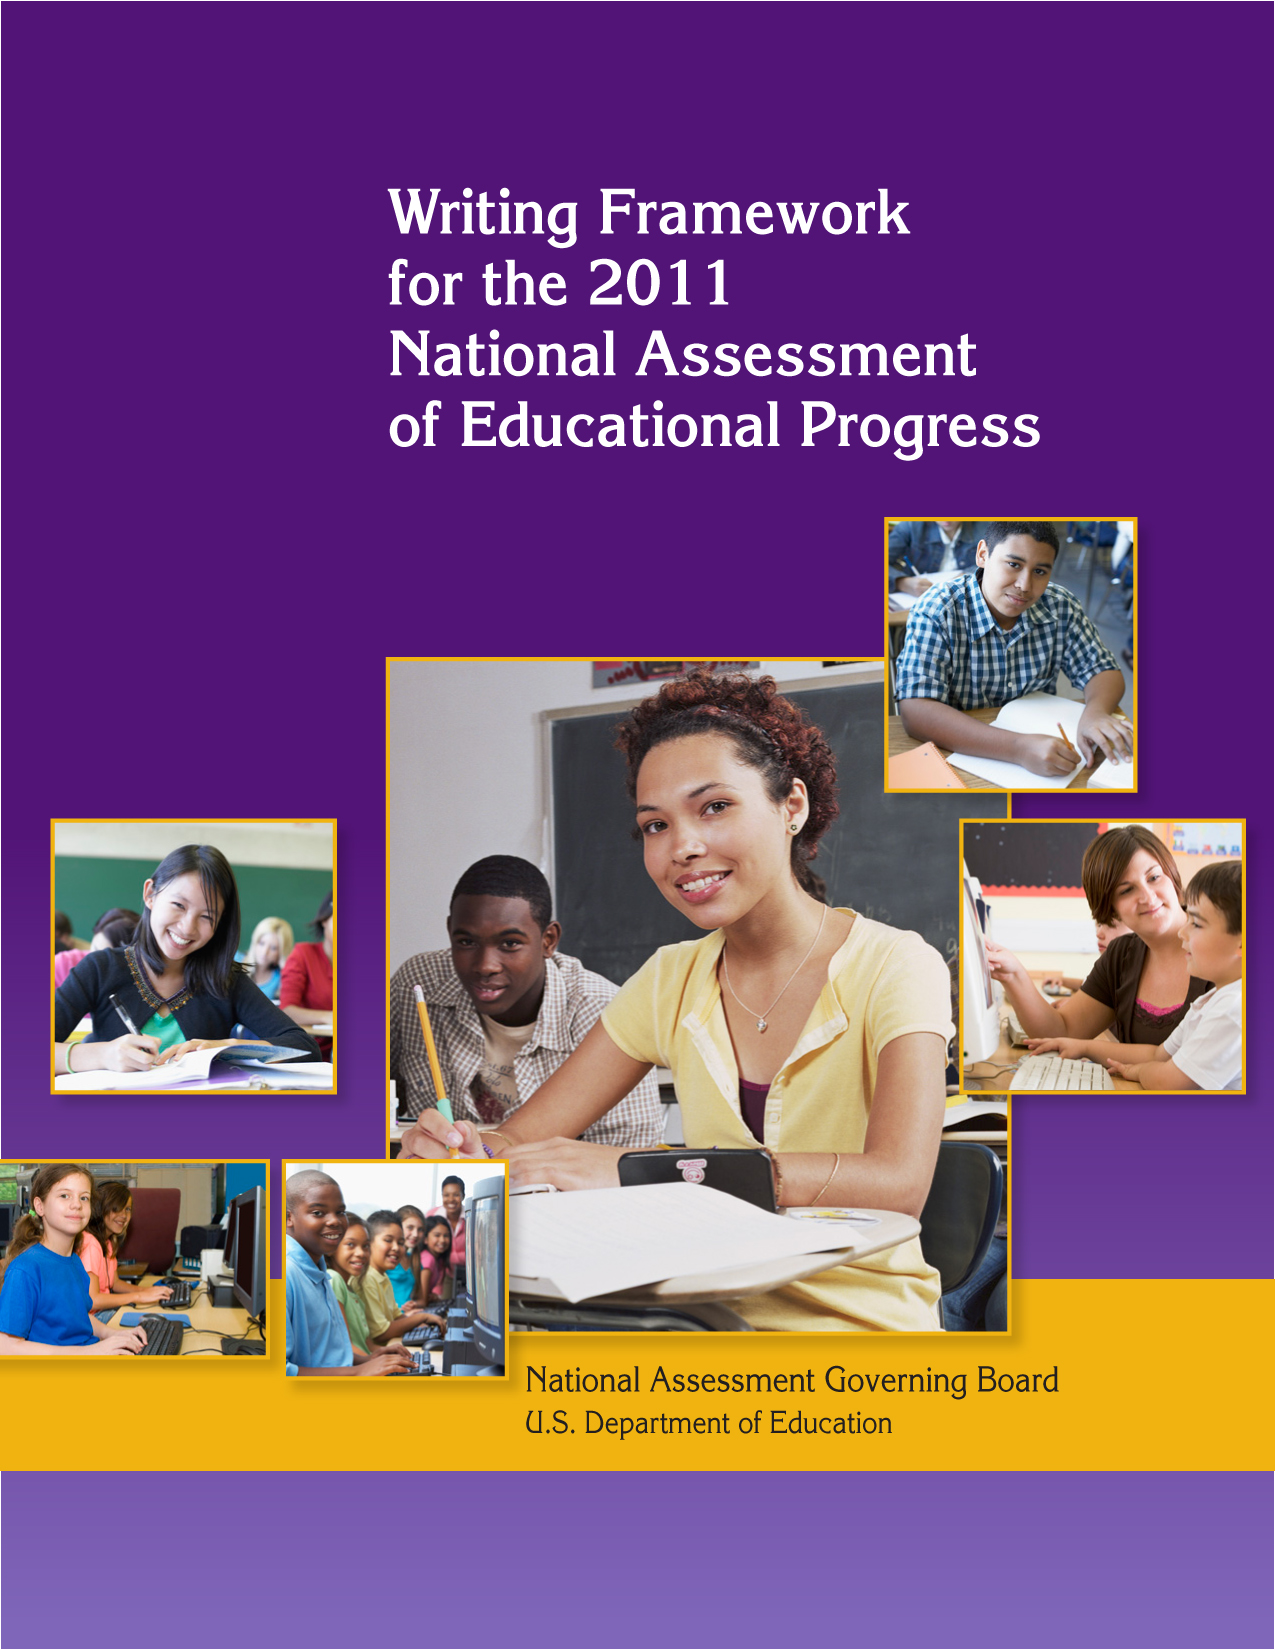 Writing Framework
for the 2011
National Assessment
of Educational Progress
National Assessment Governing Board
U.S. Department of Education